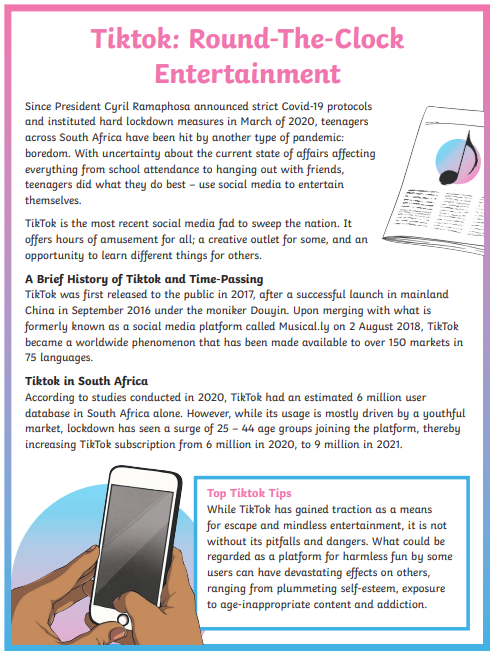 Tiktok: Round-The-Clock
Entertainment
Since President Cyril Ramaphosa announced strict Covid-19 protocols
and instituted hard lockdown measures in March of 2020, teenagers
across South Africa have been hit by another type of pandemic:
boredom. With uncertainty about the current state of affairs affecting
everything from school attendance to hanging out with friends,
teenagers did what they do best – use social media to entertain
themselves.
TikTok is the most recent social media fad to sweep the nation. It
offers hours of amusement for all; a creative outlet for some, and an
opportunity to learn different things for others.
A Brief History of Tiktok and Time-Passing
TikTok was first released to the public in 2017, after a successful launch in mainland
China in September 2016 under the moniker Douyin. Upon merging with what is
formerly known as a social media platform called Musical.ly on 2 August 2018, TikTok
became a worldwide phenomenon that has been made available to over 150 markets in
75 languages.
Tiktok in South Africa
According to studies conducted in 2020, TikTok had an estimated 6 million user
database in South Africa alone. However, while its usage is mostly driven by a youthful
market, lockdown has seen a surge of 25 – 44 age groups joining the platform, thereby
increasing TikTok subscription from 6 million in 2020, to 9 million in 2021.
Top Tiktok Tips
While TikTok has gained traction as a means
for escape and mindless entertainment, it is not
without its pitfalls and dangers. What could be
regarded as a platform for harmless fun by some
users can have devastating effects on others,
ranging from plummeting self-esteem, exposure
to age-inappropriate content and addiction.